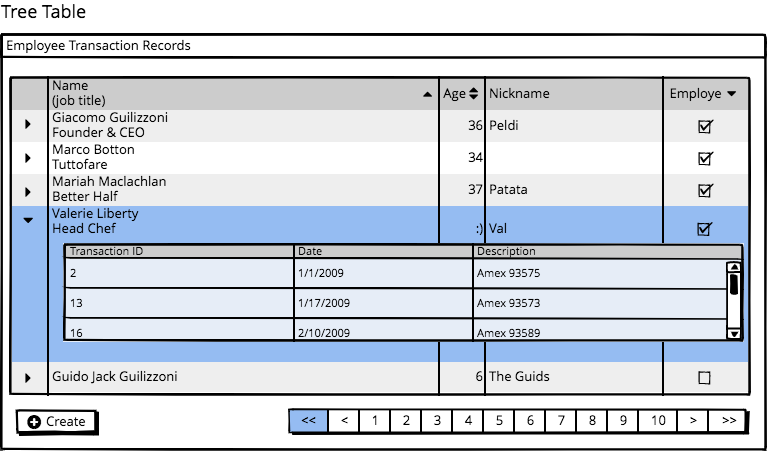 Tree Table
Employee Transaction Records
Name
(job title)
Age
Nickname
Employe
Giacomo Guilizzoni
Founder & CEO
36
Peldi
Marco Botton
Tuttofare
34
Mariah Maclachlan
Better Half
37
Patata
Valerie Liberty
Head Chef
:)
Val
Transaction ID
Date
Description
2
1/1/2009
Amex 93575
13
1/17/2009
Amex 93573
16
2/10/2009
Amex 93589
Guido Jack Guilizzoni
6
The Guids
Create
<< < 1 2 3 4 5 6 7 8 9 10 > >>